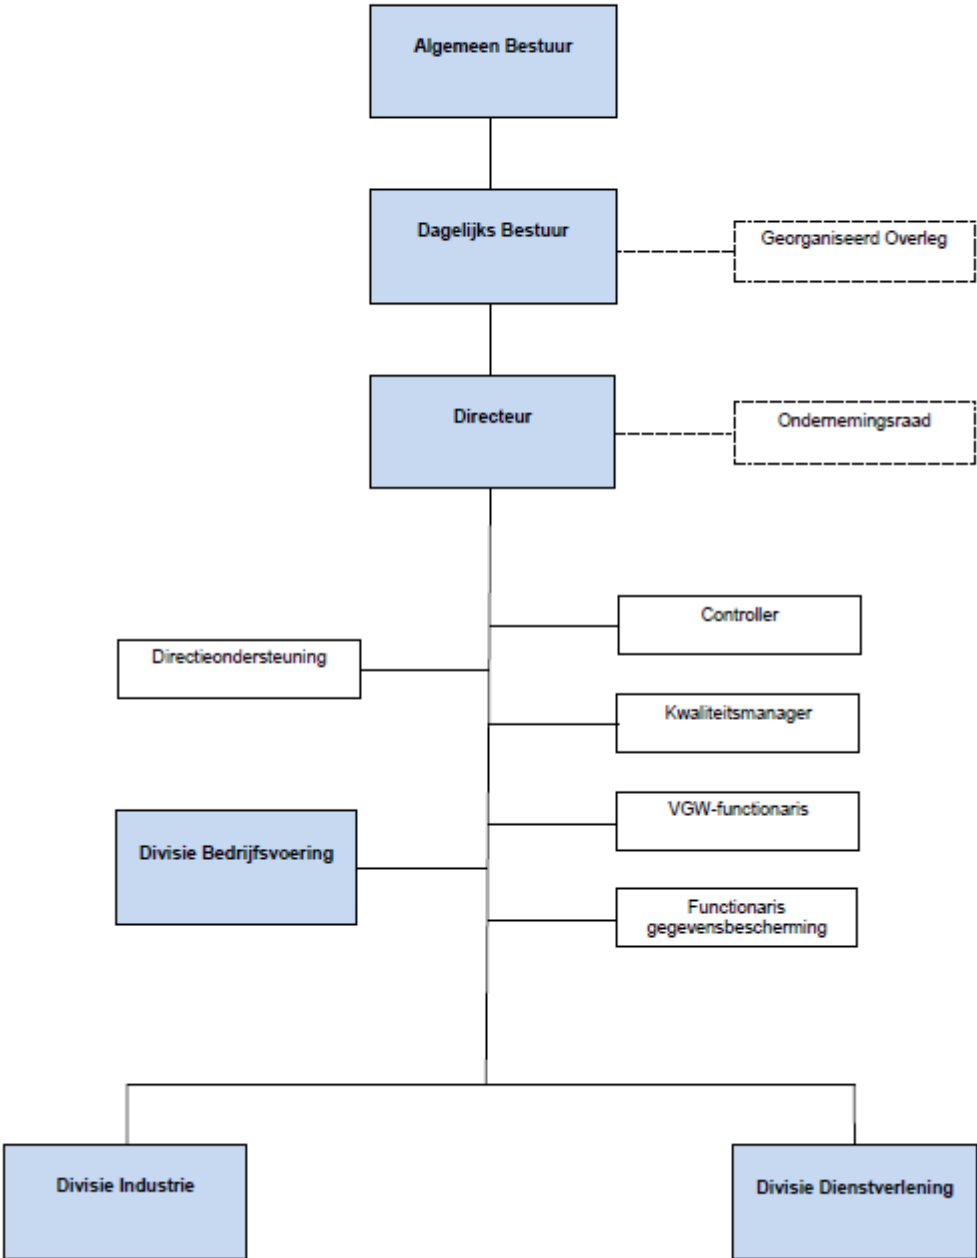 Algemeen Bestuur
Dagelijks Bestuur
Georganiseerd Overleg
Directeur
Ondernemingsraad
Controller
Directieondersteuning
Kwaliteitsmanager
VGW-functionaris
Divisie Bedrijfsvoering
Functionaris
gegevensbescherming
Divisie Industrie
Divisie Dienstverlening